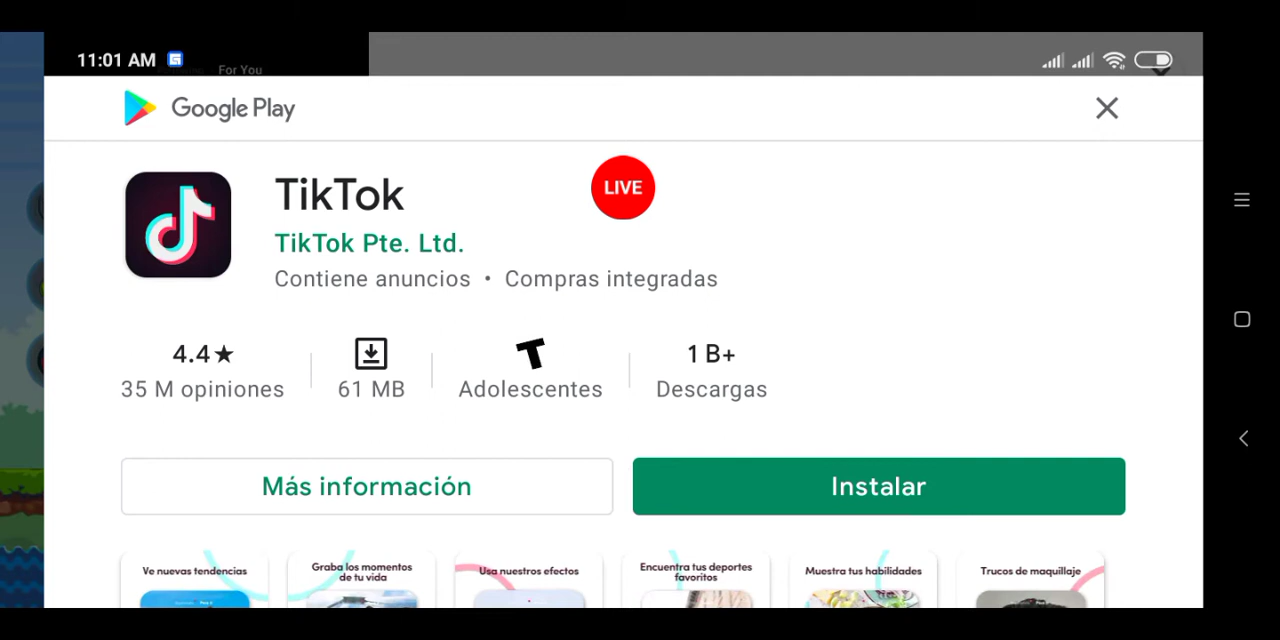 11:01 AM
For You
Google Play
TikTok
LIVE
TikTok Pte. Ltd.
Contiene anuncios • Compras integradas
4.4★
35 M opiniones
61 MB
Adolescentes
1 B+
Descargas
Más información
Instalar
Ve nuevas tendencias
Graba los momentos
de tu vida
Usa nuestros efectos
Encuentra tus deportes
favoritos
Muestra tus habilidades
Trucos de maquillaje